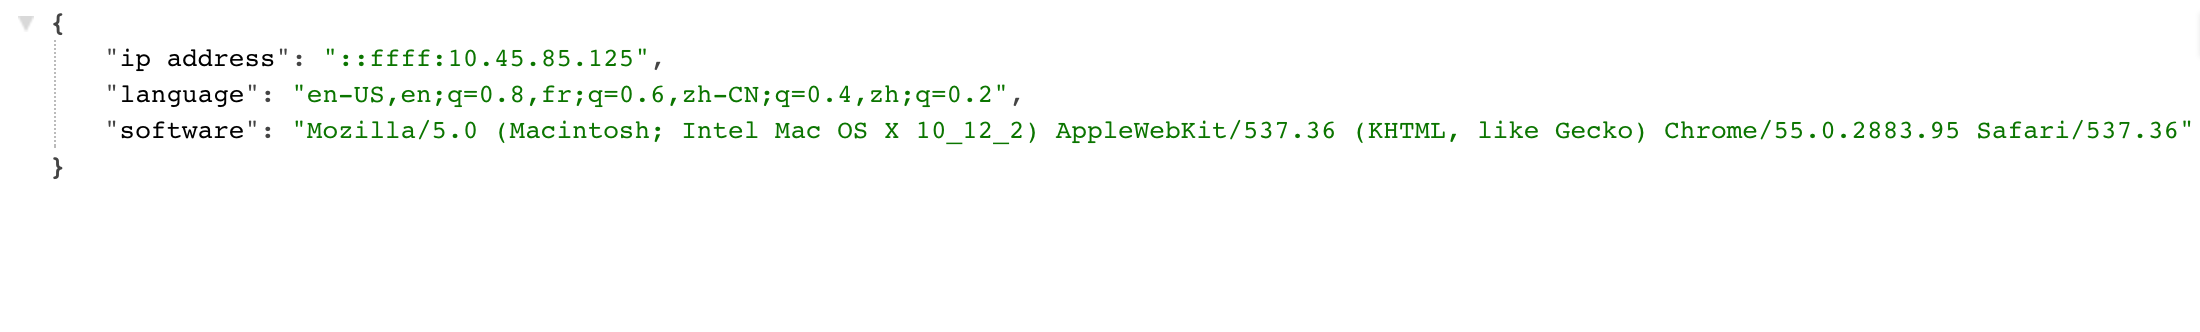 {
"ip address": "::ffff:10.45.85.125",
"language": "en-US,en;q=0.8,fr;q=0.6,zh-CN;q=0.4,zh;q=0.2",
"software": "Mozilla/5.0 (Macintosh; Intel Mac OS X 10_12_2) AppleWebKit/537.36 (KHTML, like Gecko) Chrome/55.0.2883.95 Safari/537.36"
}